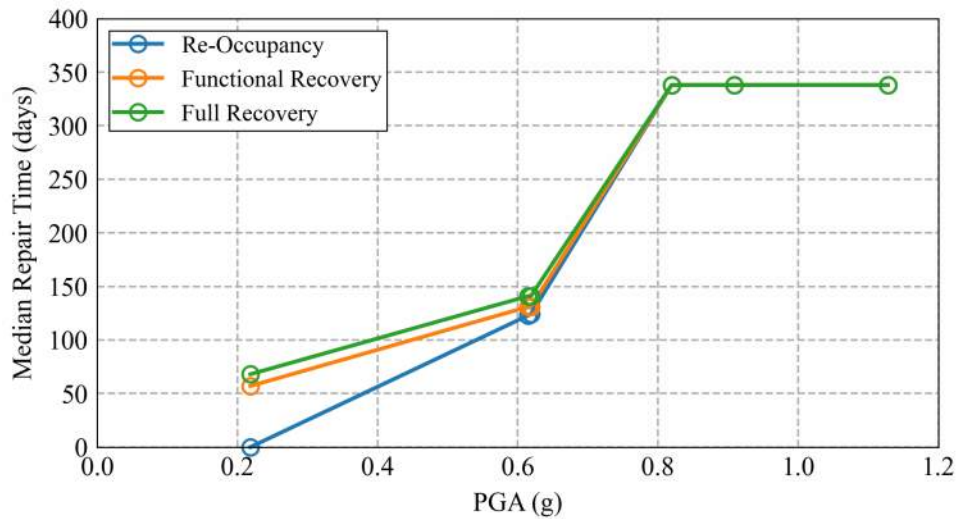 400
350
300
250
200
150
100
50
0
Median Repair Time (days)
Re-Occupancy
Functional Recovery
Full Recovery
0.0 0.2 0.4 0.6 0.8 1.0 1.2
PGA (g)